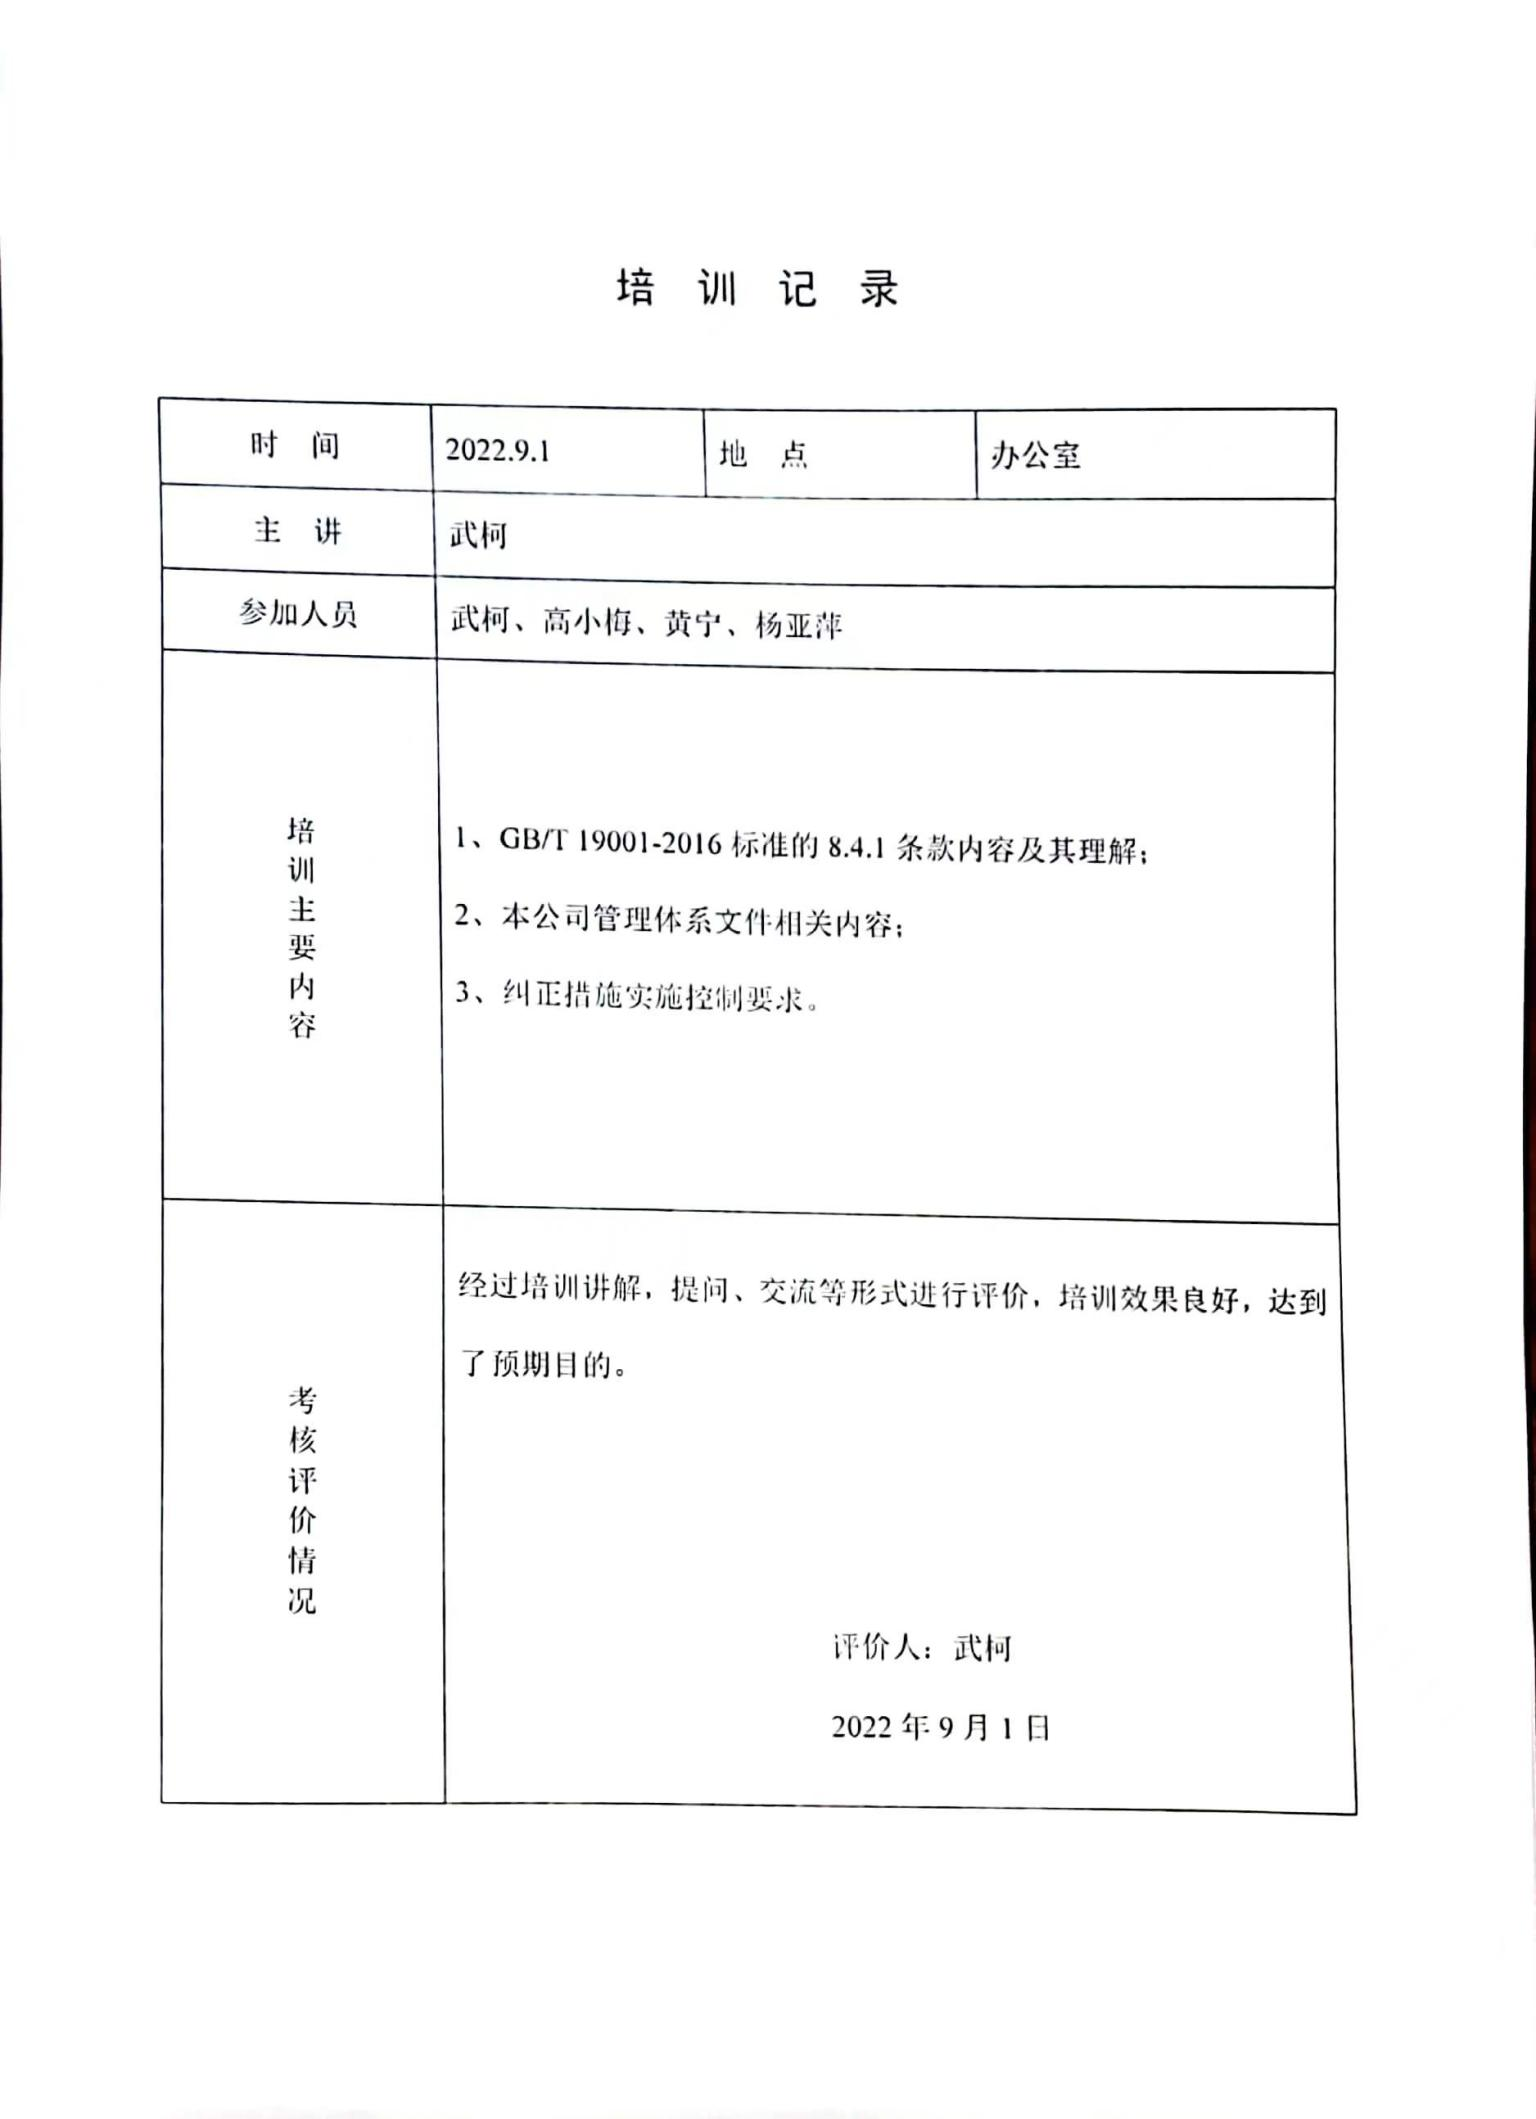 培 训 记 录
时 间 2022.9.1 地 点 办公室
主 讲 武柯
参加人员 武柯、高小梅、黄宁、杨亚萍
培训主要内容
1、GB/T 19001-2016 标准的 8.4.1 条款内容及其理解；
2、本公司管理体系文件相关内容；
3、纠正措施实施控制要求。
考核评价情况
经过培训讲解，提问、交流等形式进行评价，培训效果良好，达到
了预期目的。
评价人：武柯
2022 年 9 月 1 日